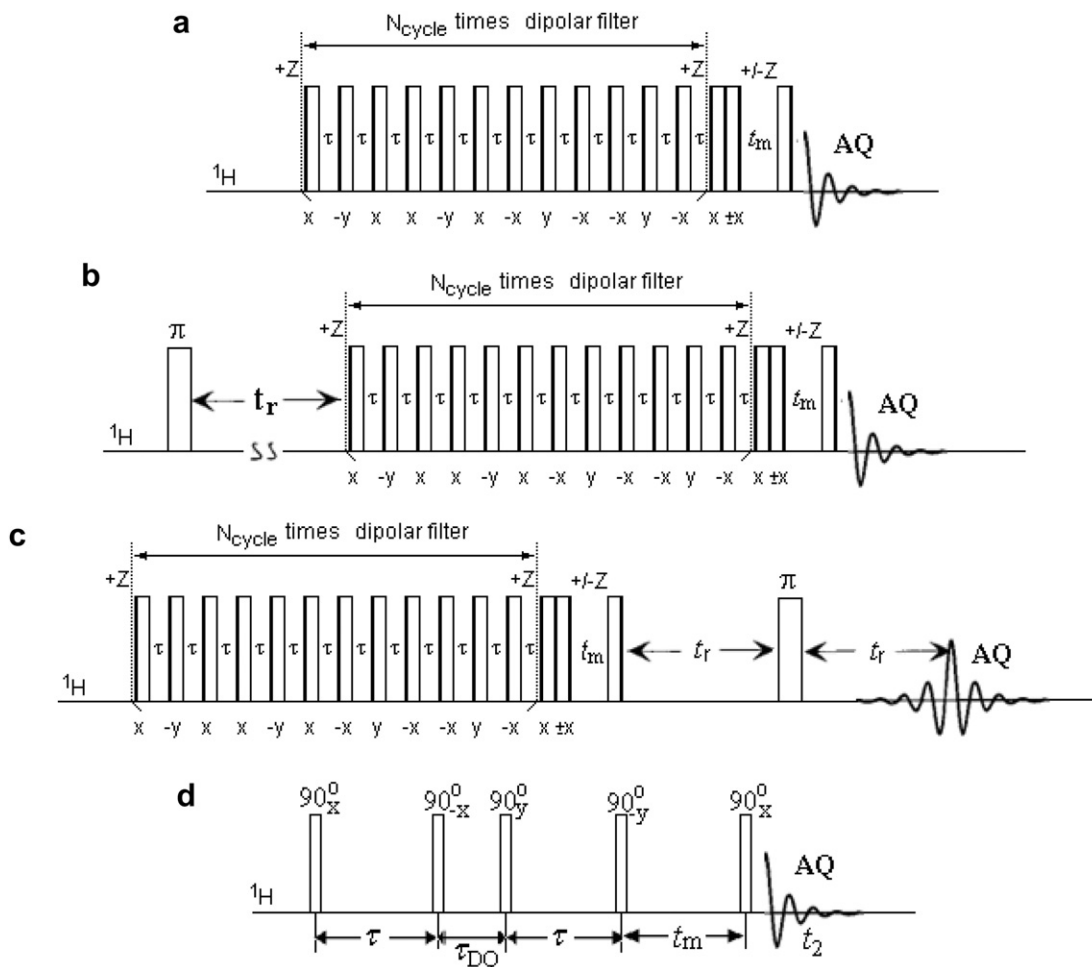 a
N_cycle times dipolar filter
+Z +Z +/-Z
τ τ τ τ τ τ τ τ τ τ τ τ t_m AQ
¹H
x -y x x -y x -x y -x -x y -x x ±x
b
N_cycle times dipolar filter
π +Z +Z +/-Z
t_r τ τ τ τ τ τ τ τ τ τ τ τ t_m AQ
¹H
x -y x x -y x -x y -x -x y -x x ±x
c
N_cycle times dipolar filter
+Z +Z +/-Z π
τ τ τ τ τ τ τ τ τ τ τ τ t_m t_r t_r AQ
¹H
x -y x x -y x -x y -x -x y -x x ±x
d
90⁰_x 90⁰_-x 90⁰_y 90⁰_-y 90⁰_x
AQ
¹H
τ τ_DO τ t_m t_2